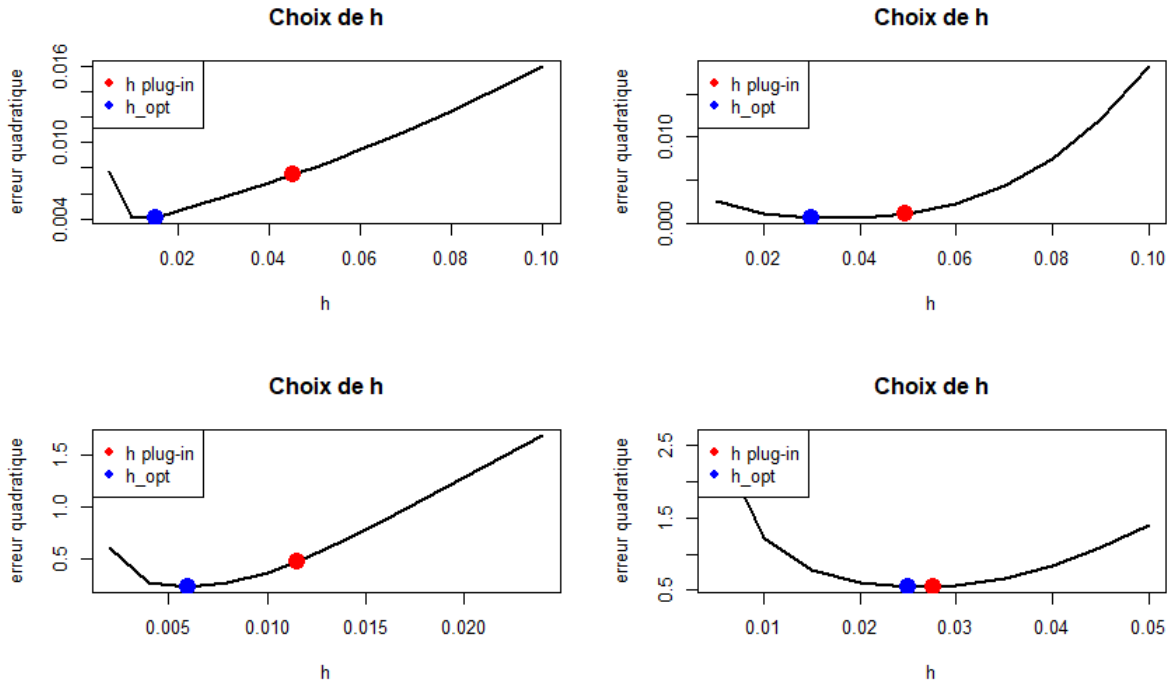 Choix de h
erreur quadratique
0.004 0.010 0.016
h plug-in
h_opt
0.02 0.04 0.06 0.08 0.10
h
Choix de h
erreur quadratique
0.000 0.010
h plug-in
h_opt
0.02 0.04 0.06 0.08 0.10
h
Choix de h
erreur quadratique
0.5 1.0 1.5
h plug-in
h_opt
0.005 0.010 0.015 0.020
h
Choix de h
erreur quadratique
0.5 1.5 2.5
h plug-in
h_opt
0.01 0.02 0.03 0.04 0.05
h